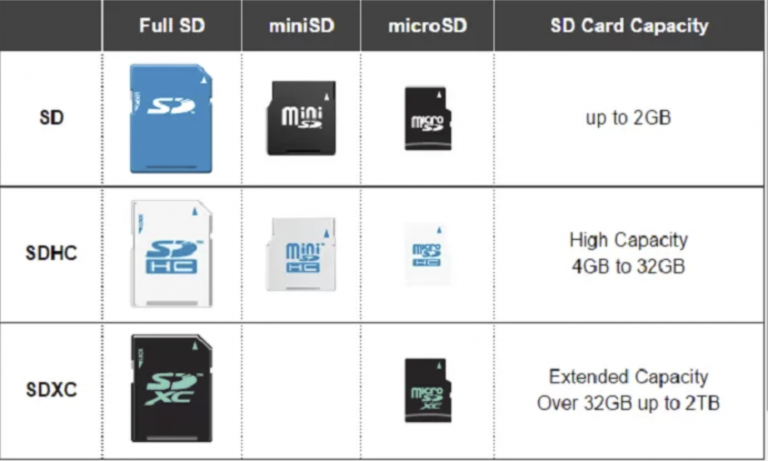 Full SD miniSD microSD SD Card Capacity
SD SD mini SD micro SD up to 2GB
SDHC SD HC mini SD HC micro SD HC High Capacity
4GB to 32GB
SDXC SD XC micro SD XC Extended Capacity
Over 32GB up to 2TB